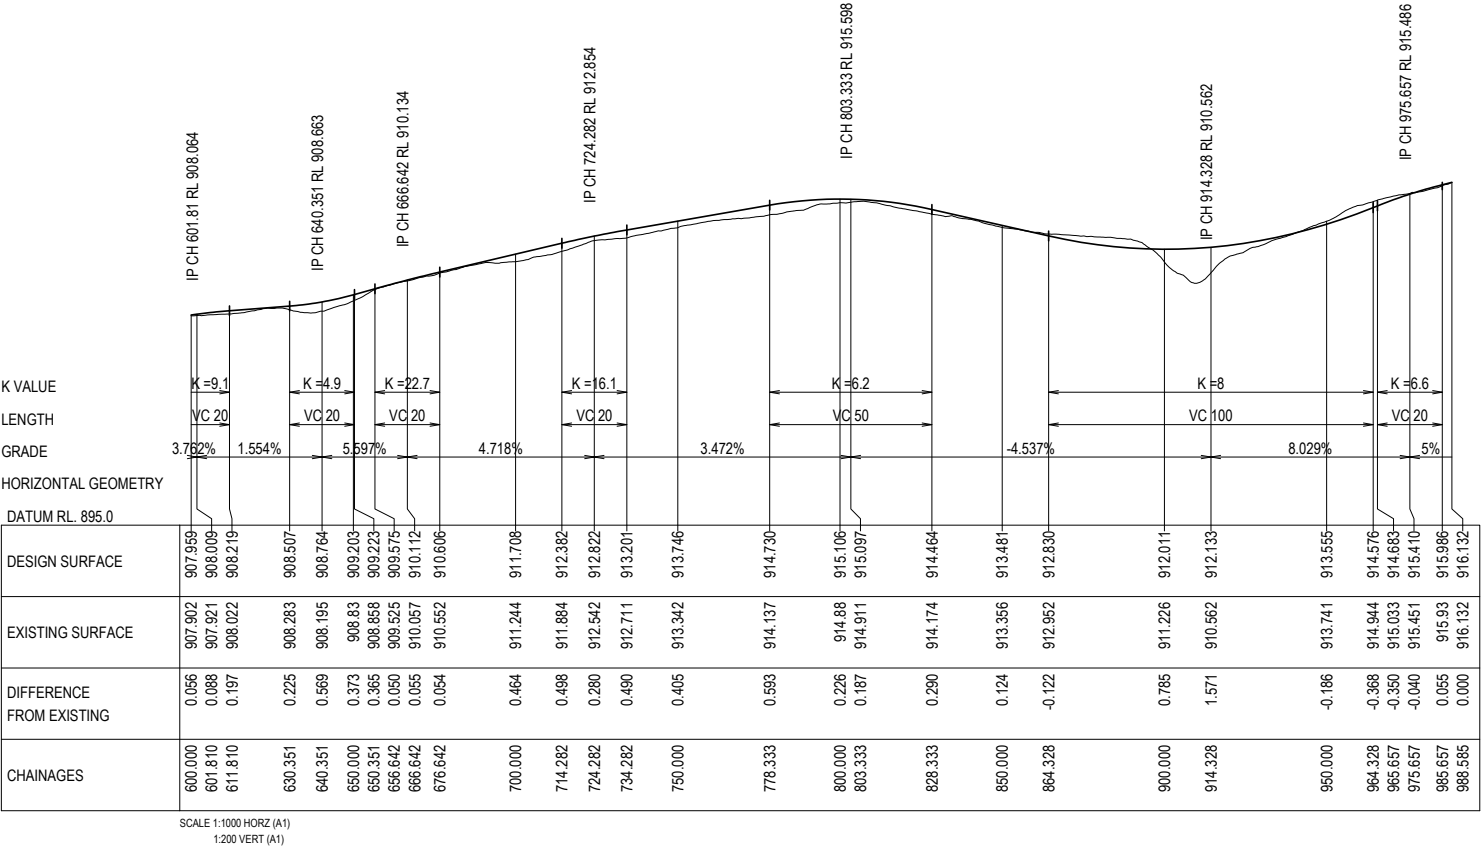 IP CH 601.81 RL 908.064
IP CH 640.351 RL 908.663
IP CH 666.642 RL 910.134
IP CH 724.282 RL 912.854
IP CH 803.333 RL 915.598
IP CH 914.328 RL 910.562
IP CH 975.657 RL 915.486
K VALUE K =9.1 K =4.9 K =22.7 K =16.1 K =6.2 K =8 K =6.6
LENGTH VC 20 VC 20 VC 20 VC 20 VC 50 VC 100 VC 20
GRADE 3.762% 1.554% 5.597% 4.718% 3.472% -4.537% 8.029% 5%
HORIZONTAL GEOMETRY
DATUM RL. 895.0
DESIGN SURFACE 907.959 908.009 908.219 908.507 908.764 909.203 909.223 909.575 910.112 910.606 911.708 912.382 912.822 913.201 913.746 914.730 915.106 915.097 914.464 913.481 912.830 912.011 912.133 913.555 914.576 914.683 915.410 915.986 916.132
EXISTING SURFACE 907.902 907.921 908.022 908.283 908.195 908.83 908.858 909.525 910.057 910.552 911.244 911.884 912.542 912.711 913.342 914.137 914.88 914.911 914.174 913.356 912.952 911.226 910.562 913.741 914.944 915.033 915.451 915.93 916.132
DIFFERENCE
FROM EXISTING 0.056 0.088 0.197 0.225 0.569 0.373 0.365 0.050 0.055 0.054 0.464 0.498 0.280 0.490 0.405 0.593 0.226 0.187 0.290 0.124 -0.122 0.785 1.571 -0.186 -0.368 -0.350 -0.040 0.055 0.000
CHAINAGES 600.000 601.810 611.810 630.351 640.351 650.000 650.351 656.642 666.642 676.642 700.000 714.282 724.282 734.282 750.000 778.333 800.000 803.333 828.333 850.000 864.328 900.000 914.328 950.000 964.328 965.657 975.657 985.657 988.585
SCALE 1:1000 HORZ (A1)
1:200 VERT (A1)